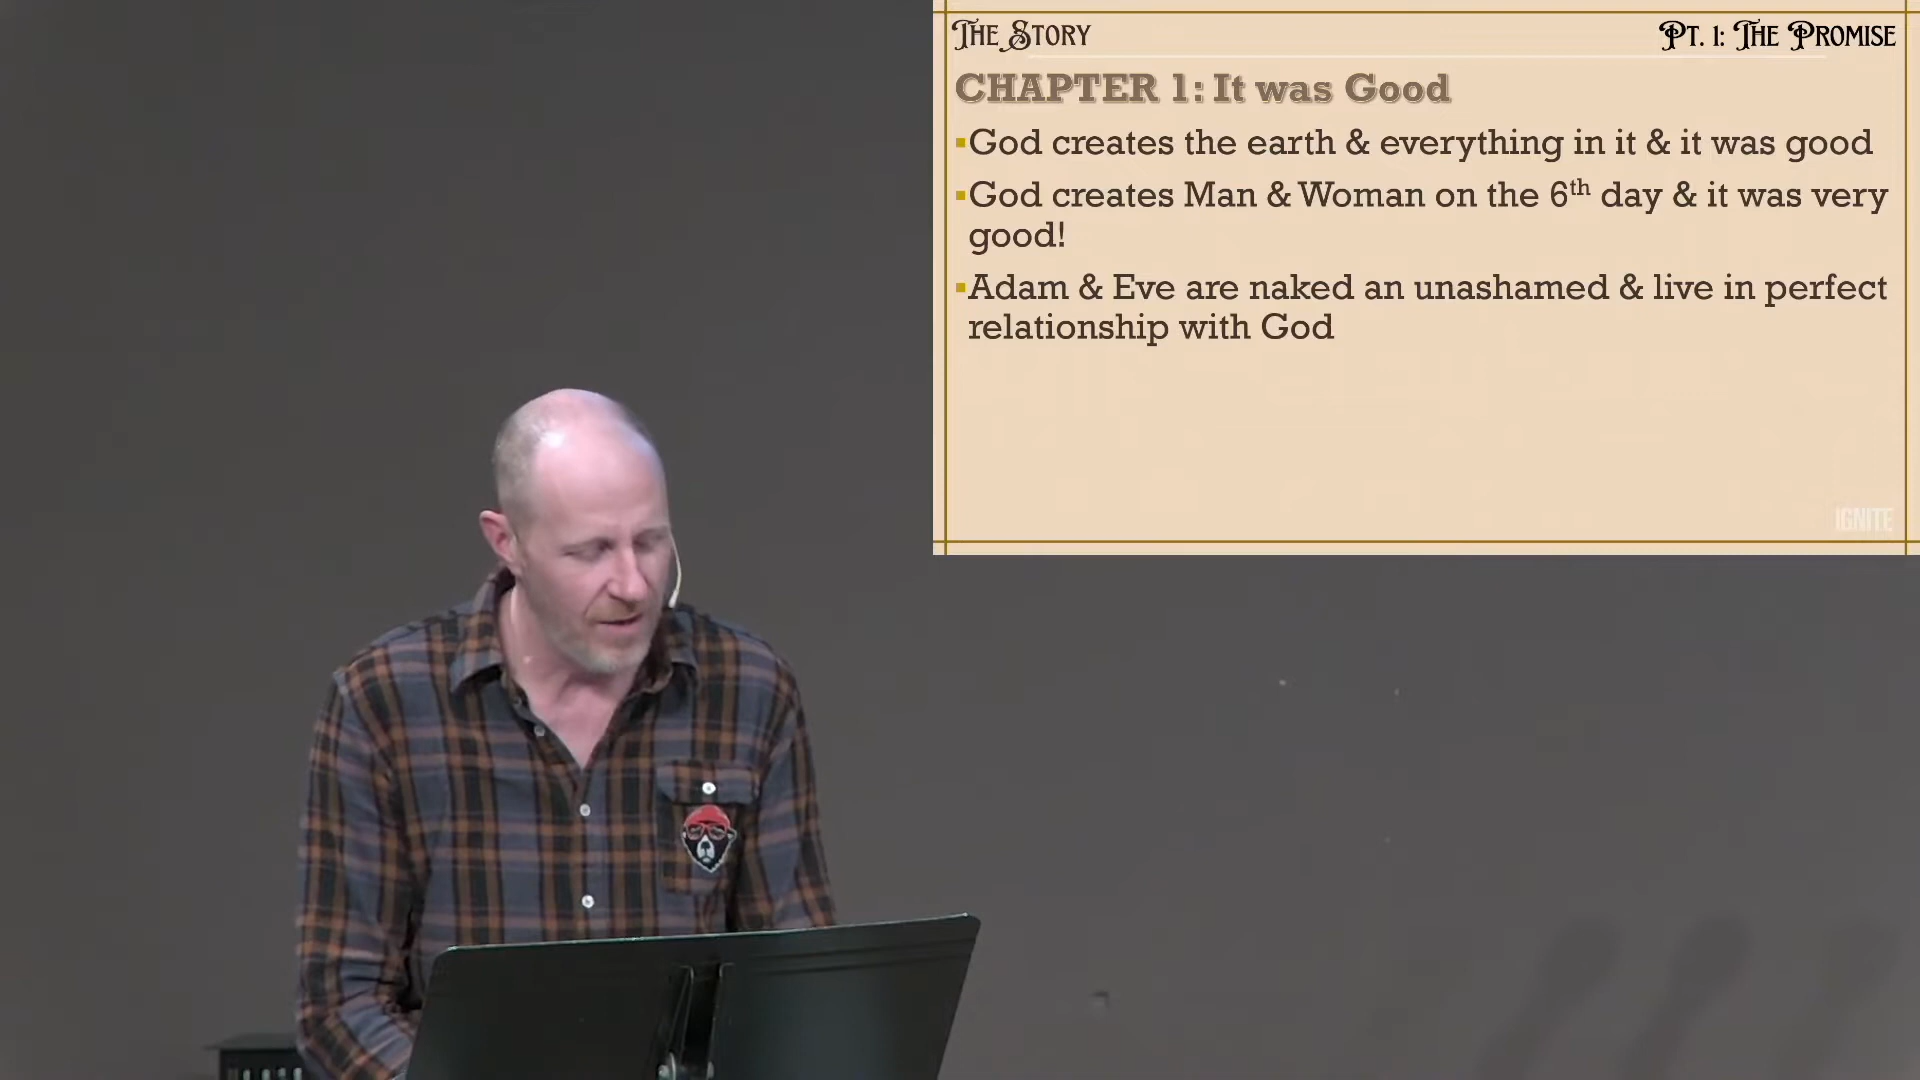 The Story
Pt. 1: The Promise
CHAPTER 1: It was Good
▪God creates the earth & everything in it & it was good
▪God creates Man & Woman on the 6th day & it was very
good!
▪Adam & Eve are naked an unashamed & live in perfect
relationship with God
IGNITE